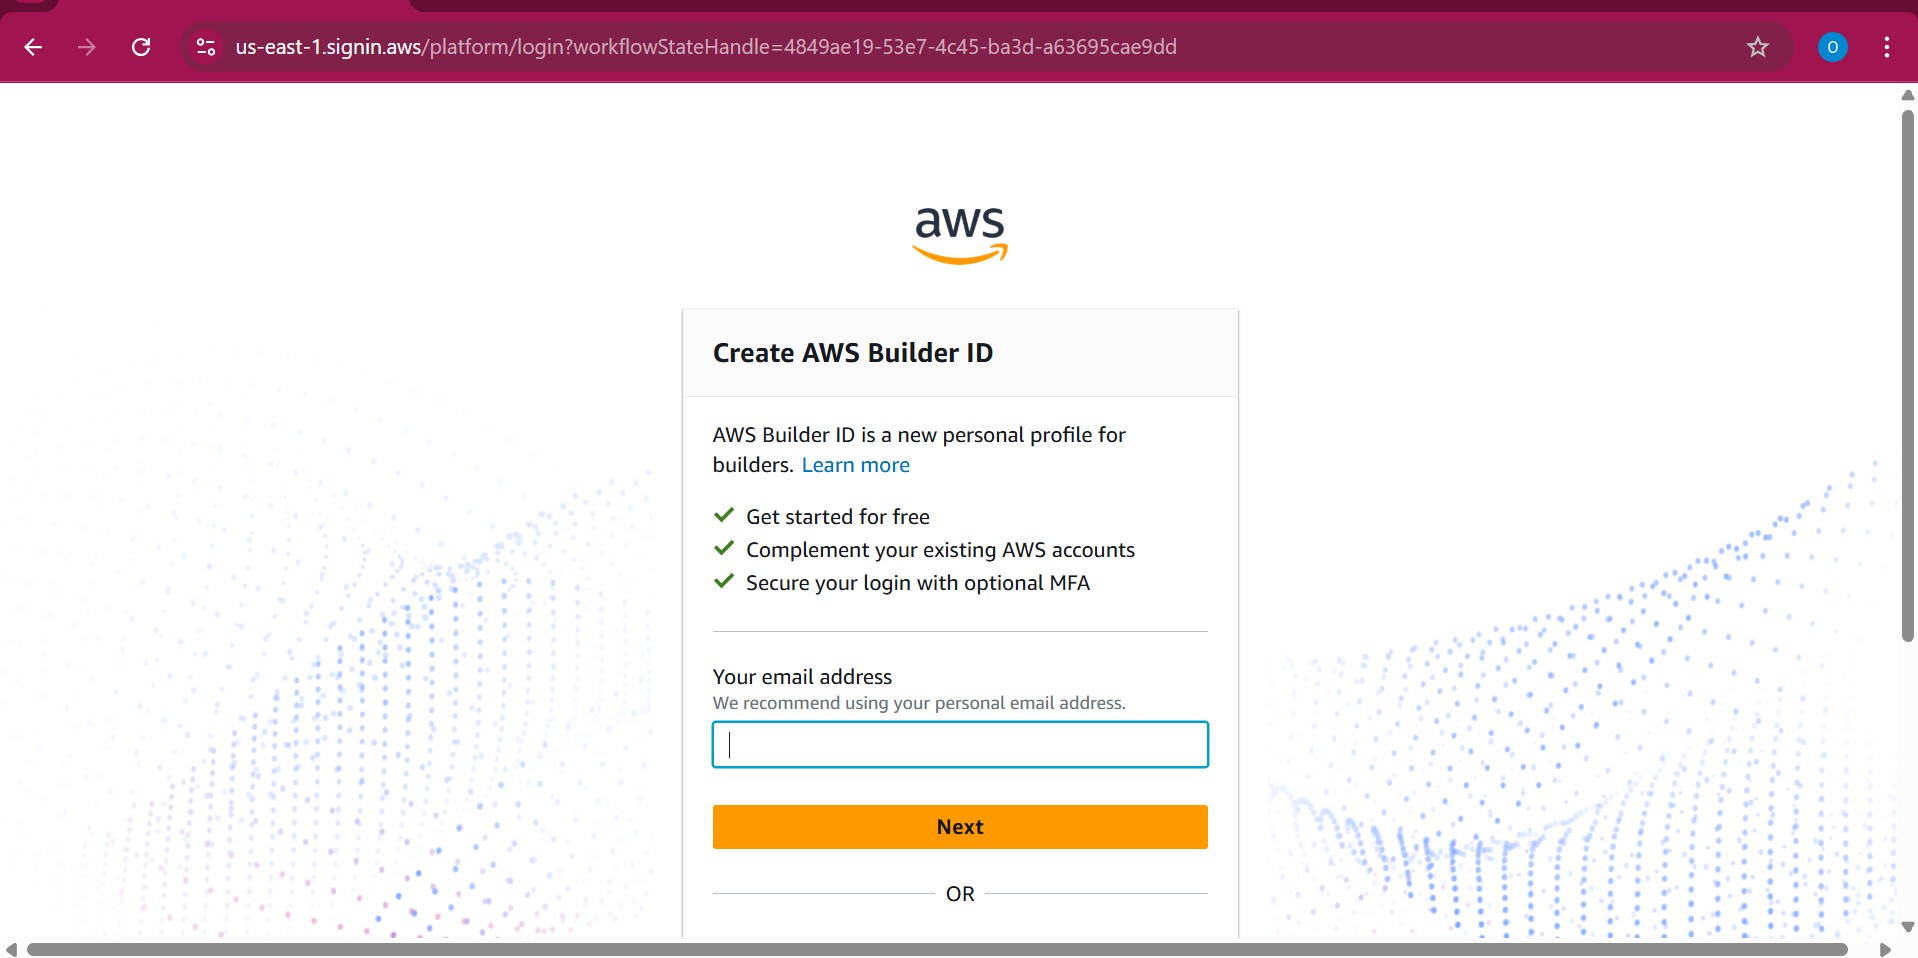 us-east-1.signin.aws/platform/login?workflowStateHandle=4849ae19-53e7-4c45-ba3d-a63695cae9dd
O
aws
Create AWS Builder ID
AWS Builder ID is a new personal profile for
builders. Learn more
Get started for free
Complement your existing AWS accounts
Secure your login with optional MFA
Your email address
We recommend using your personal email address.
Next
OR